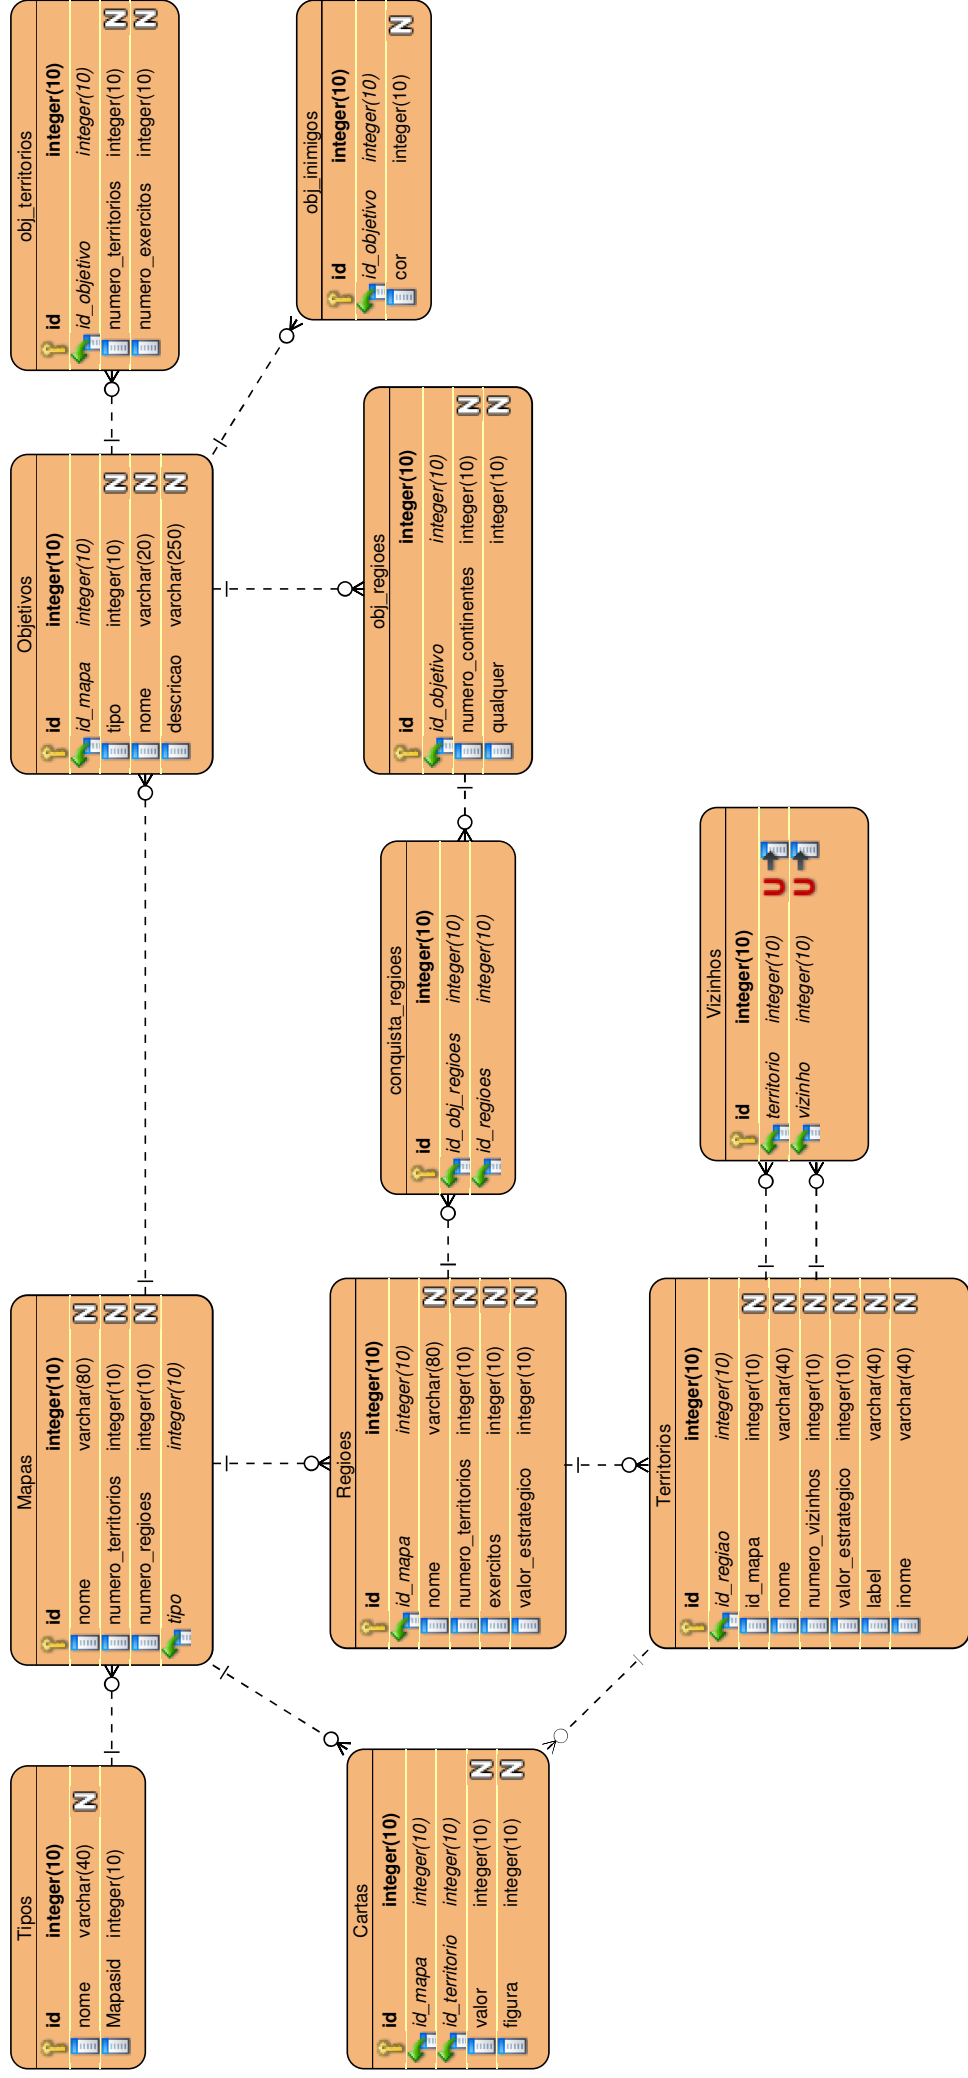 Tipos
id integer(10)
nome varchar(40) N
Mapasid integer(10)
Mapas
id integer(10)
nome varchar(80) N
numero_territorios integer(10) N
numero_regioes integer(10) N
tipo integer(10)
Objetivos
id integer(10)
id_mapa integer(10)
tipo integer(10) N
nome varchar(20) N
descricao varchar(250) N
obj_territorios
id integer(10)
id_objetivo integer(10)
numero_territorios integer(10) N
numero_exercitos integer(10) N
obj_inimigos
id integer(10)
id_objetivo integer(10)
cor integer(10) N
Cartas
id integer(10)
id_mapa integer(10)
id_territorio integer(10)
valor integer(10) N
figura integer(10) N
Regioes
id integer(10)
id_mapa integer(10)
nome varchar(80) N
numero_territorios integer(10) N
exercitos integer(10) N
valor_estrategico integer(10) N
conquista_regioes
id integer(10)
id_obj_regioes integer(10)
id_regioes integer(10)
obj_regioes
id integer(10)
id_objetivo integer(10)
numero_continentes integer(10) N
qualquer integer(10) N
Territorios
id integer(10)
id_regiao integer(10)
id_mapa integer(10) N
nome varchar(40) N
numero_vizinhos integer(10) N
valor_estrategico integer(10) N
label varchar(40) N
inome varchar(40) N
Vizinhos
id integer(10)
territorio integer(10) U
vizinho integer(10) U